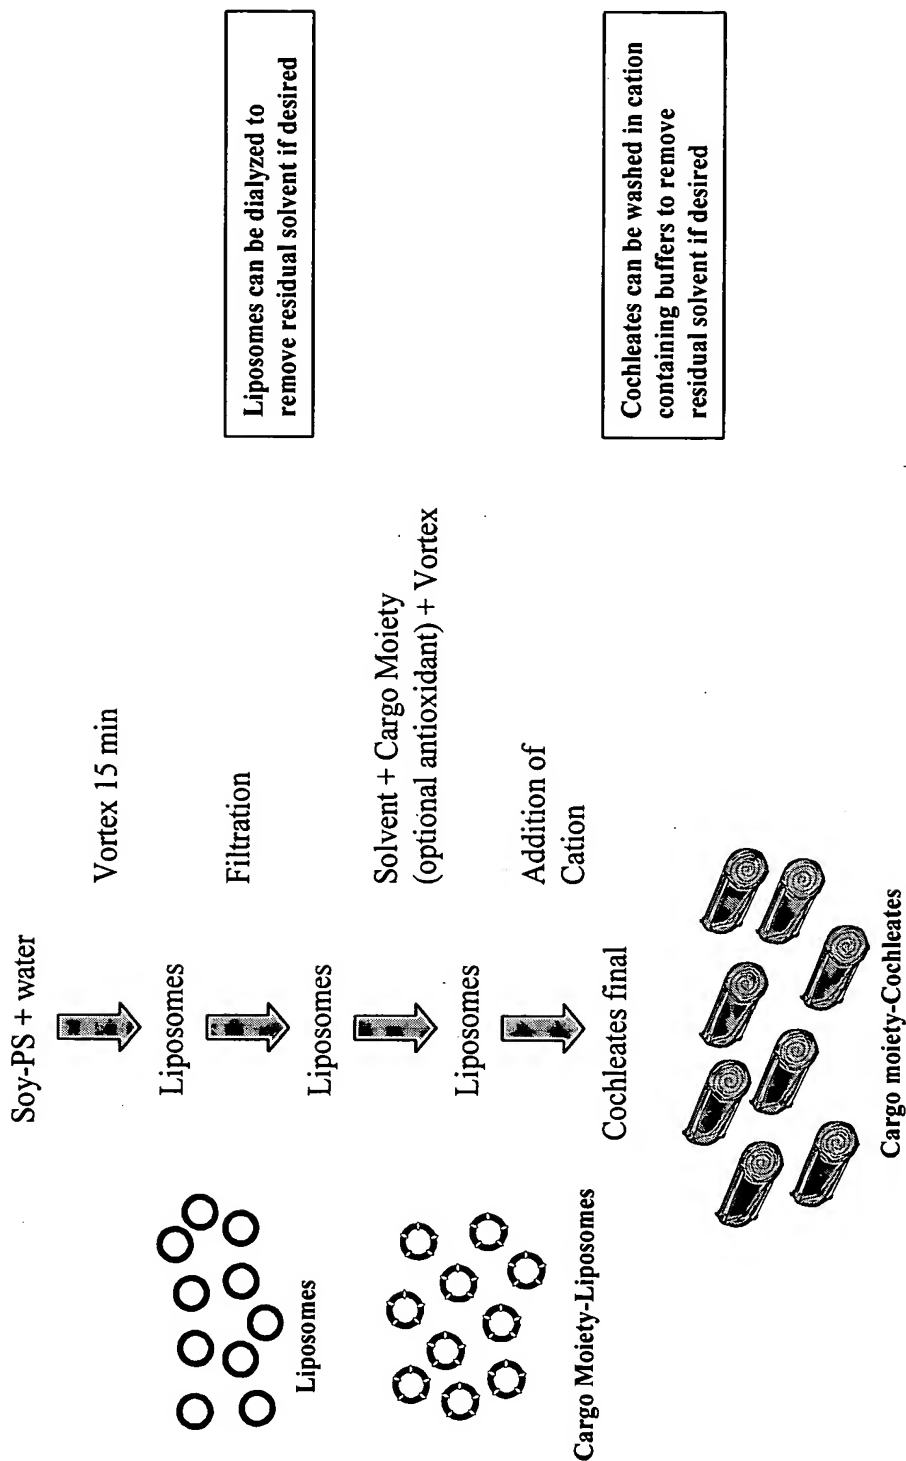 Soy-PS + water
Vortex 15 min
Liposomes
Filtration
Liposomes
Solvent + Cargo Moiety
(optional antioxidant) + Vortex
Liposomes
Addition of
Cation
Cochleates final
Liposomes
Cargo Moiety-Liposomes
Cargo moiety-Cochleates
Liposomes can be dialyzed to
remove residual solvent if desired
Cochleates can be washed in cation
containing buffers to remove
residual solvent if desired